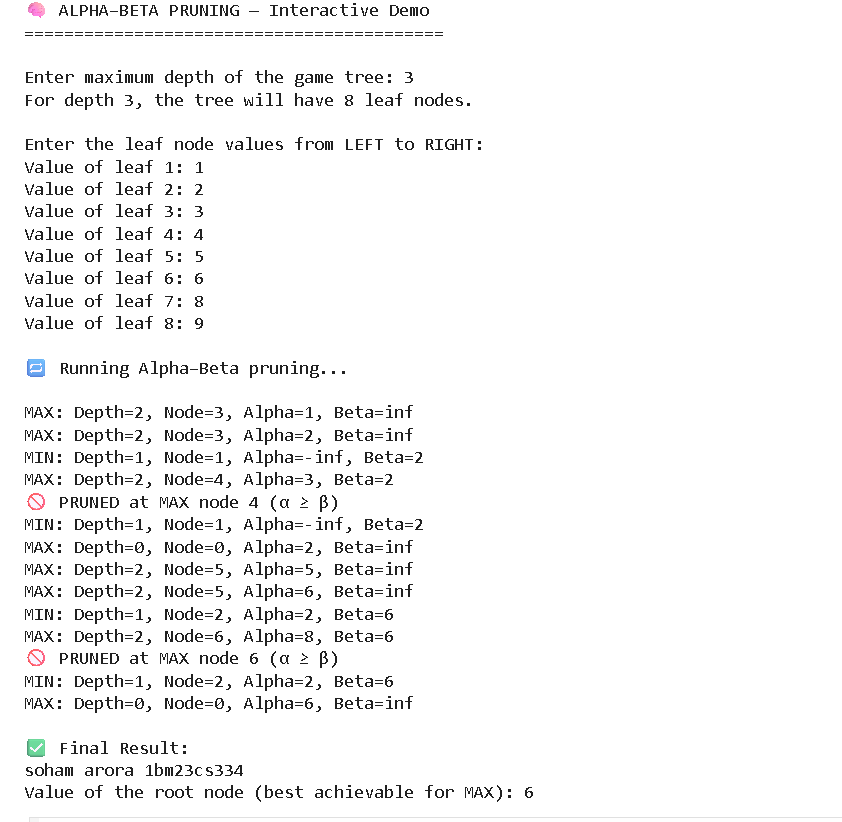 🧠 ALPHA–BETA PRUNING — Interactive Demo
==========================================
Enter maximum depth of the game tree: 3
For depth 3, the tree will have 8 leaf nodes.
Enter the leaf node values from LEFT to RIGHT:
Value of leaf 1: 1
Value of leaf 2: 2
Value of leaf 3: 3
Value of leaf 4: 4
Value of leaf 5: 5
Value of leaf 6: 6
Value of leaf 7: 8
Value of leaf 8: 9
🔁 Running Alpha–Beta pruning...
MAX: Depth=2, Node=3, Alpha=1, Beta=inf
MAX: Depth=2, Node=3, Alpha=2, Beta=inf
MIN: Depth=1, Node=1, Alpha=-inf, Beta=2
MAX: Depth=2, Node=4, Alpha=3, Beta=2
🚫 PRUNED at MAX node 4 (α ≥ β)
MIN: Depth=1, Node=1, Alpha=-inf, Beta=2
MAX: Depth=0, Node=0, Alpha=2, Beta=inf
MAX: Depth=2, Node=5, Alpha=5, Beta=inf
MAX: Depth=2, Node=5, Alpha=6, Beta=inf
MIN: Depth=1, Node=2, Alpha=2, Beta=6
MAX: Depth=2, Node=6, Alpha=8, Beta=6
🚫 PRUNED at MAX node 6 (α ≥ β)
MIN: Depth=1, Node=2, Alpha=2, Beta=6
MAX: Depth=0, Node=0, Alpha=6, Beta=inf
✅ Final Result:
soham arora 1bm23cs334
Value of the root node (best achievable for MAX): 6